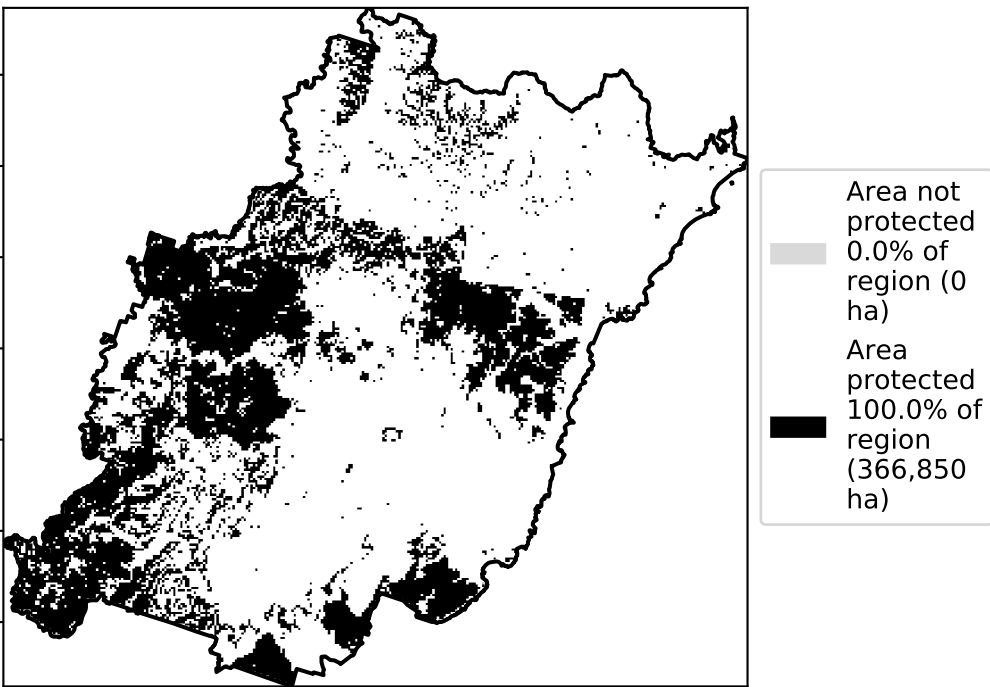 Area not
protected
0.0% of
region (0
ha)
Area
protected
100.0% of
region
(366,850
ha)